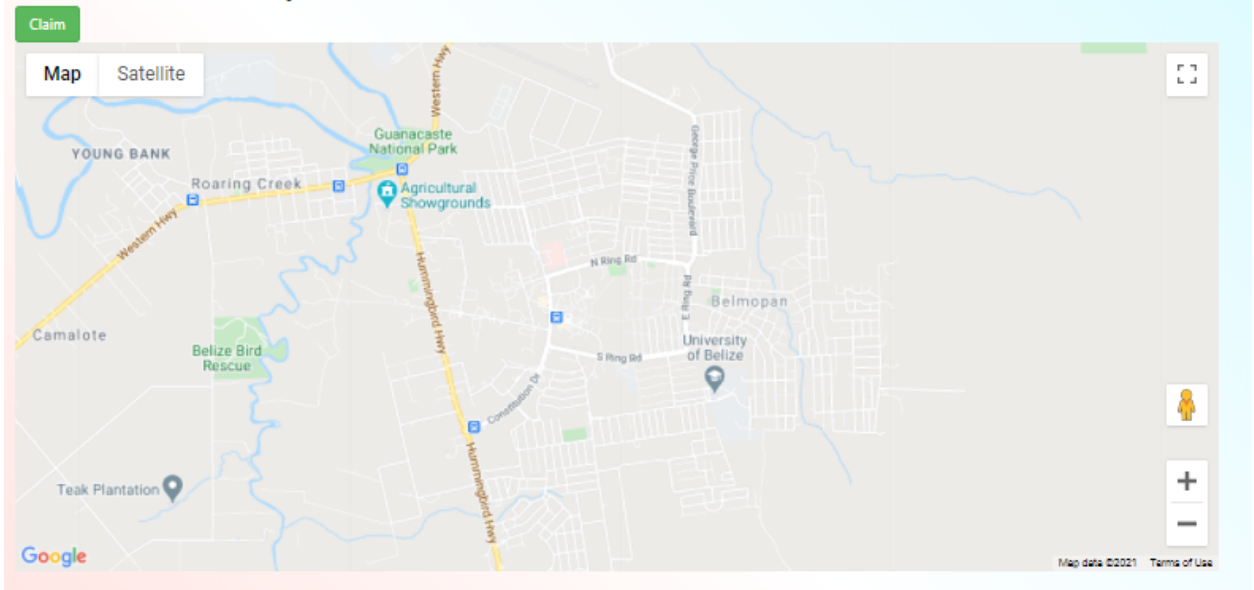 Claim
Map Satellite
Western Hwy
Guanacaste
National Park
YOUNG BANK
Roaring Creek
Agricultural
Showgrounds
George Price Boulevard
Western Hwy
Hummingbird Hwy
N Ring Rd
E Ring Rd
Belmopan
Camalote
Belize Bird
Rescue
S Ring Rd
University
of Belize
Constitution Dr
Hummingbird Hwy
Teak Plantation
Google
Map data ©2021 Terms of Use